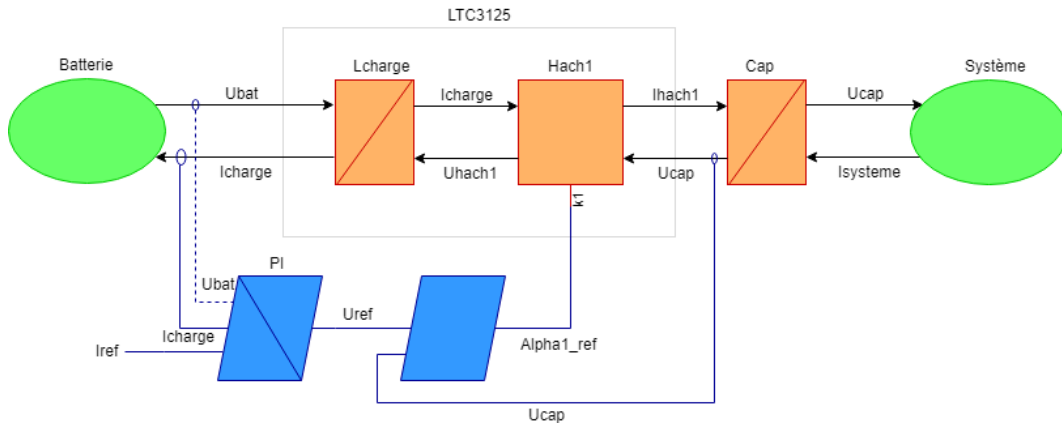 LTC3125
Batterie
Lcharge
Hach1
Cap
Système
Ubat
Icharge
Ihach1
Ucap
Icharge
Uhach1
Ucap
Isysteme
k1
PI
Ubat
Uref
Icharge
Iref
Alpha1_ref
Ucap